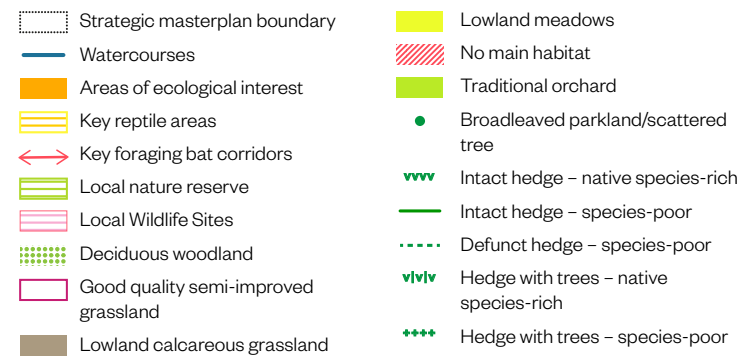 Strategic masterplan boundary
Watercourses
Areas of ecological interest
Key reptile areas
Key foraging bat corridors
Local nature reserve
Local Wildlife Sites
Deciduous woodland
Good quality semi-improved
grassland
Lowland calcareous grassland
Lowland meadows
No main habitat
Traditional orchard
Broadleaved parkland/scattered
tree
Intact hedge – native species-rich
Intact hedge – species-poor
Defunct hedge – species-poor
Hedge with trees – native
species-rich
Hedge with trees – species-poor